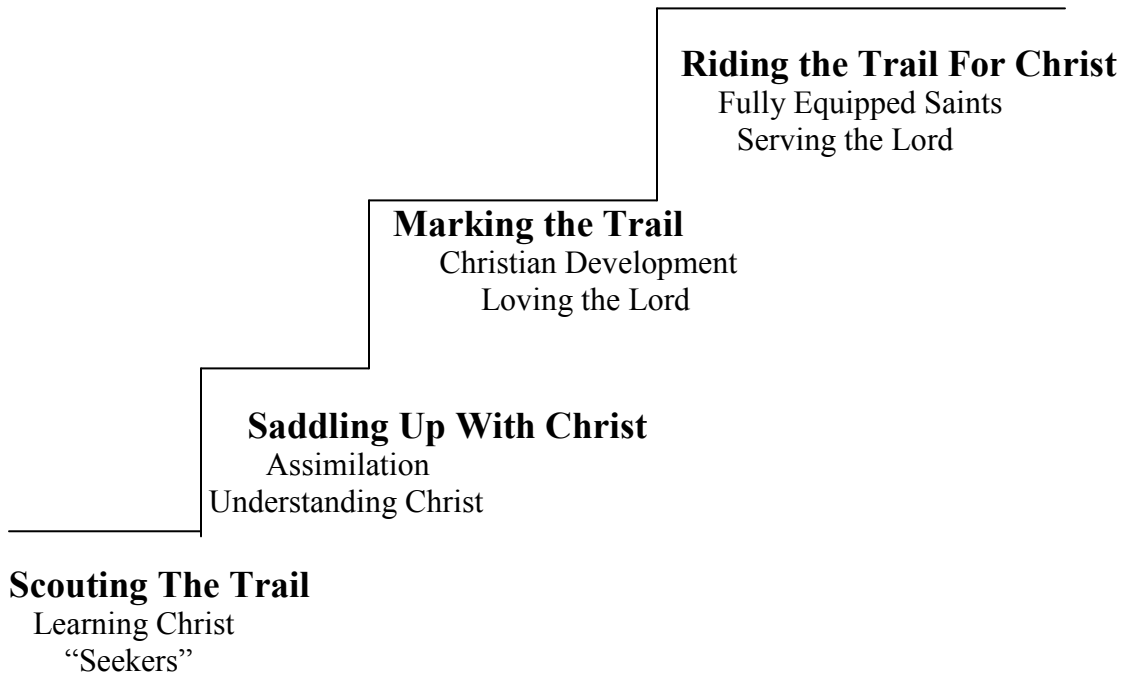 Riding the Trail For Christ
Fully Equipped Saints
Serving the Lord
Marking the Trail
Christian Development
Loving the Lord
Saddling Up With Christ
Assimilation
Understanding Christ
Scouting The Trail
Learning Christ
“Seekers”